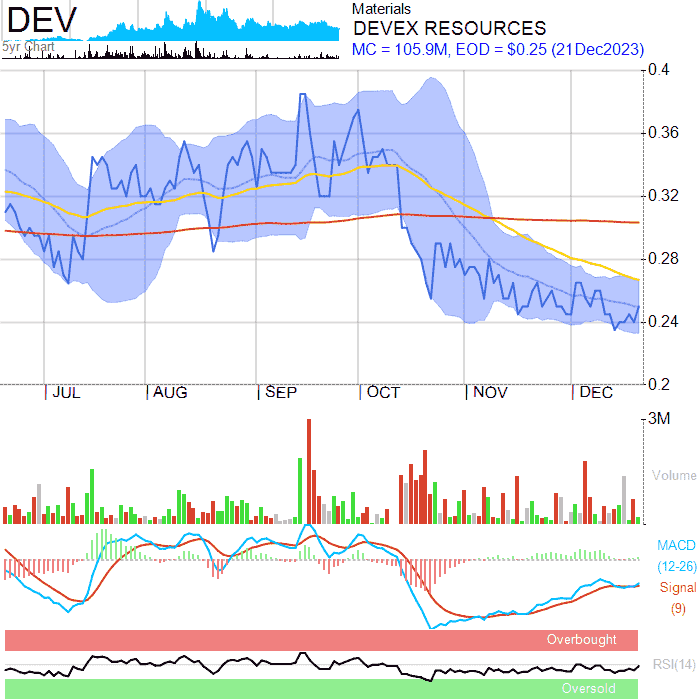 DEV
5yr Chart
Materials
DEVEX RESOURCES
MC = 105.9M, EOD = $0.25 (21Dec2023)
0.4
0.36
0.32
0.28
0.24
0.2
JUL AUG SEP OCT NOV DEC
3M
Volume
MACD
(12-26)
Signal
(9)
Overbought
RSI(14)
Oversold